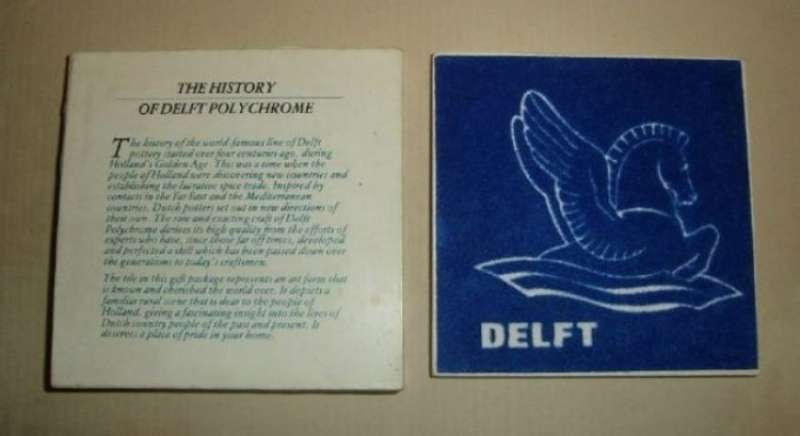 THE HISTORY
OF DELFT POLYCHROME
The history of the world-famous line of Delft
pottery started over four centuries ago, during
Holland's Golden Age. This was a time when the
people of Holland were discovering new countries and
establishing the lucrative spice trade. Inspired by
contacts in the Far East and the Mediterranean
countries, Dutch potters set out in new directions of
their own. The rare and exacting craft of Delft
Polychrome derives its high quality from the efforts of
experts who have, since those far off times, developed
and perfected a skill which has been passed down over
the generations to today's craftsmen.
The tile in this gift package represents an art form that
is known and cherished the world over. It depicts a
familiar rural scene that is dear to the people of
Holland, giving a fascinating insight into the lives of
Dutch country people of the past and present. It
deserves a place of pride in your home.
DELFT